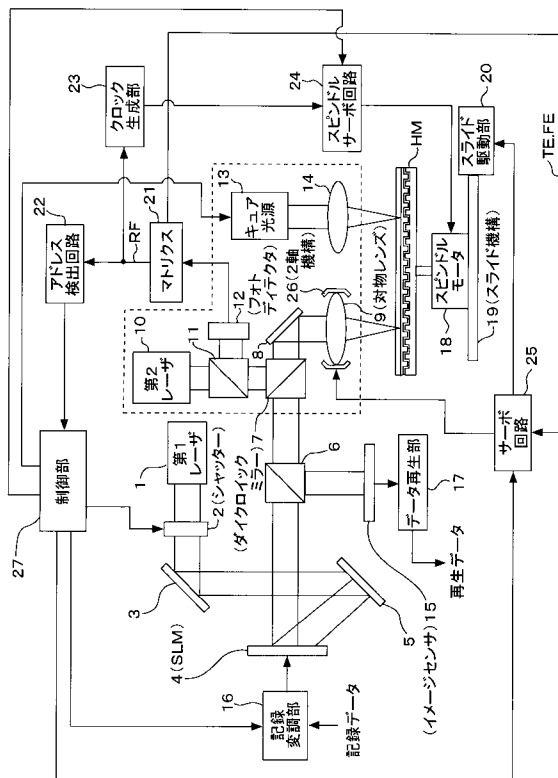 23
クロック
生成部
24
スピンドル
サーボ回路
20
スライド
駆動部
TE.FE
HM
22
アドレス
検出回路
RF
21
マトリクス
13
キュア
光源
14
26(2軸
機構)
9(対物レンズ)
スピンドル
モータ
18
19(スライド機構)
12
(フォト
ディテクタ)
11
10
第2
レーザ
8
7
(ダイクロイック
ミラー)
25
サーボ
回路
6
1
第1
レーザ
2(シャッター)
制御部
27
3
データ再生部
17
再生データ
5
15
(イメージセンサ)
4(SLM)
16
記録
変調部
記録データ